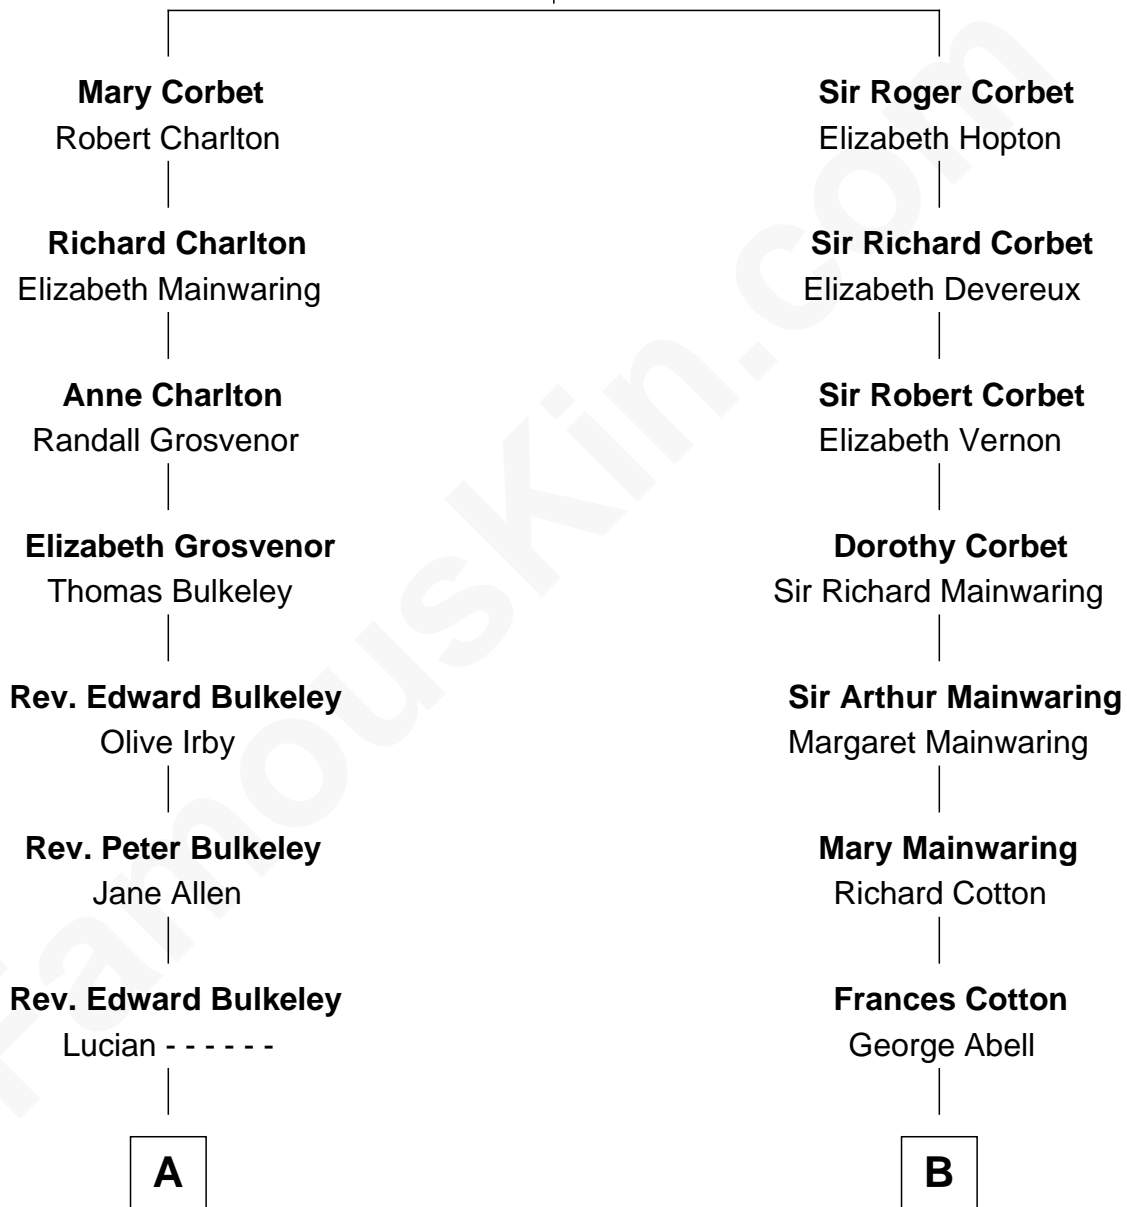 Mary Corbet
Robert Charlton
Richard Charlton
Elizabeth Mainwaring
Anne Charlton
Randall Grosvenor
Elizabeth Grosvenor
Thomas Bulkeley
Rev. Edward Bulkeley
Olive Irby
Rev. Peter Bulkeley
Jane Allen
Rev. Edward Bulkeley
Lucian - - - - - -
A
Sir Roger Corbet
Elizabeth Hopton
Sir Richard Corbet
Elizabeth Devereux
Sir Robert Corbet
Elizabeth Vernon
Dorothy Corbet
Sir Richard Mainwaring
Sir Arthur Mainwaring
Margaret Mainwaring
Mary Mainwaring
Richard Cotton
Frances Cotton
George Abell
B
FamousKin.com